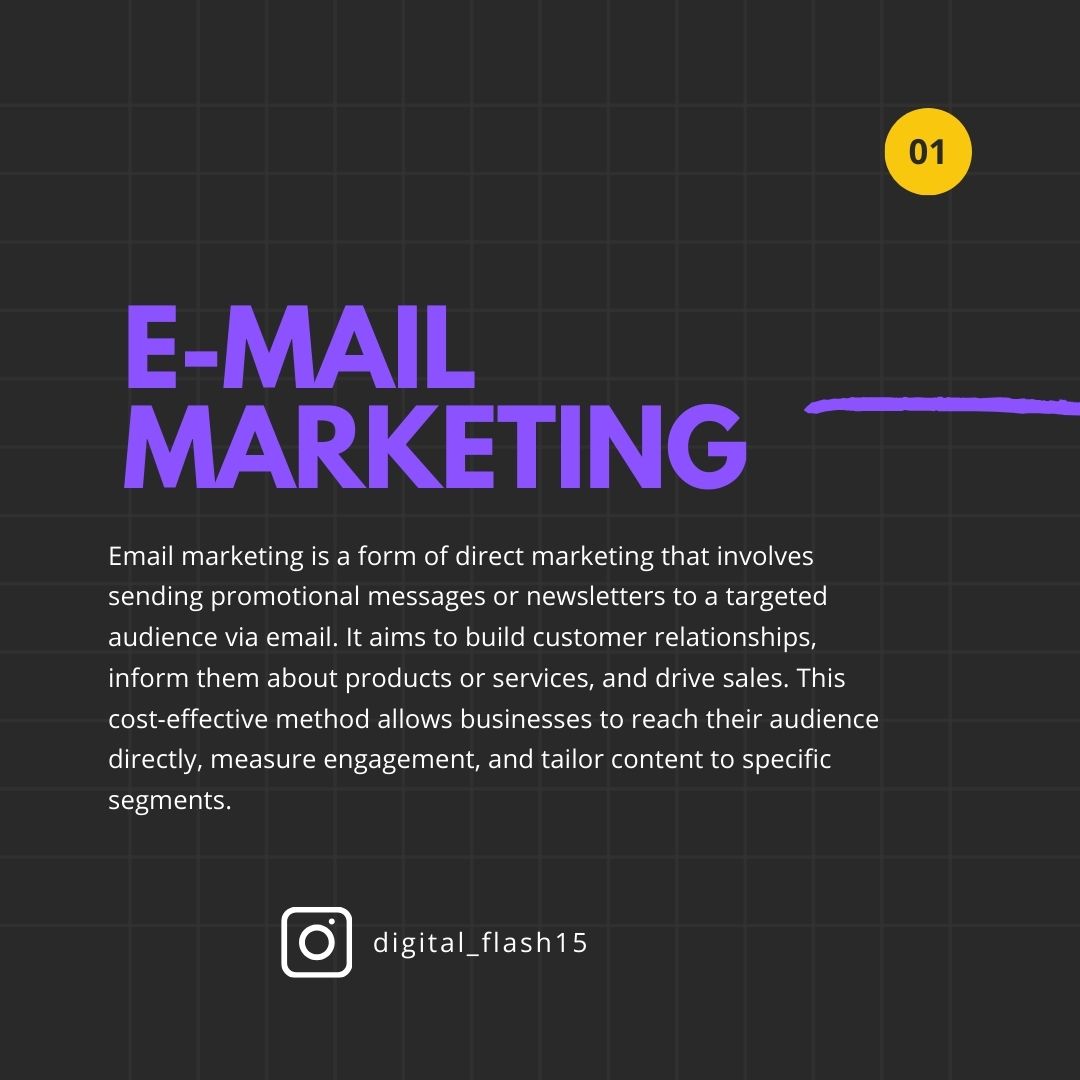 01
E-MAIL
MARKETING
Email marketing is a form of direct marketing that involves
sending promotional messages or newsletters to a targeted
audience via email. It aims to build customer relationships,
inform them about products or services, and drive sales. This
cost-effective method allows businesses to reach their audience
directly, measure engagement, and tailor content to specific
segments.
digital_flash15